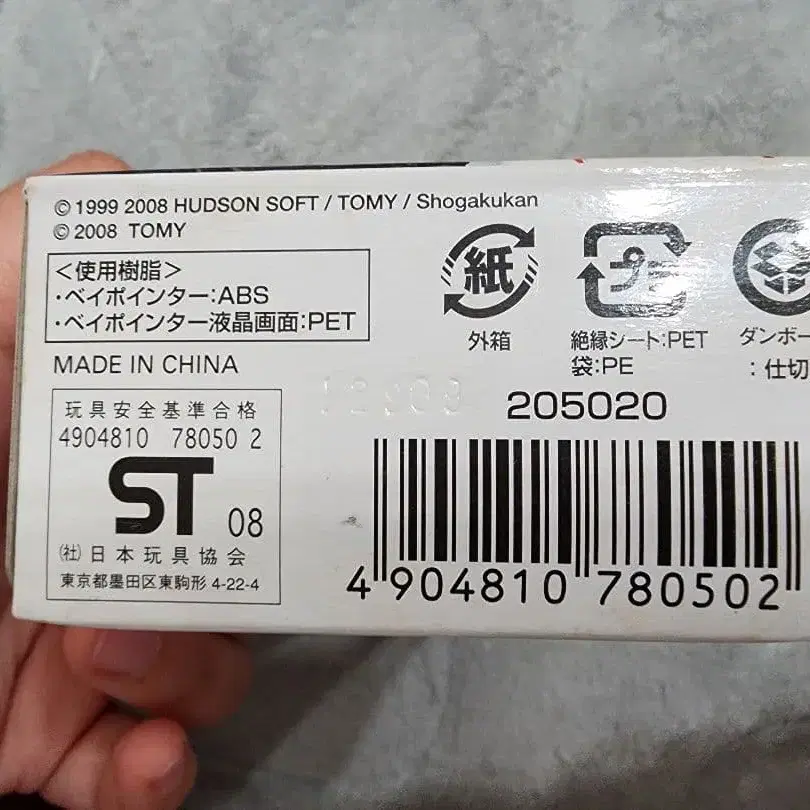 © 1999 2008 HUDSON SOFT / TOMY / Shogakukan
© 2008 TOMY
＜使用樹脂＞
・ベイポインター:ABS
・ベイポインター液晶画面:PET
MADE IN CHINA
玩具安全基準合格
4904810 78050 2
ST 08
(社)日本玩具協会
東京都墨田区東駒形 4-22-4
紙
外箱
プラ
絶縁シート:PET
袋:PE
ダンボー
:仕切
205020
4 904810 780502